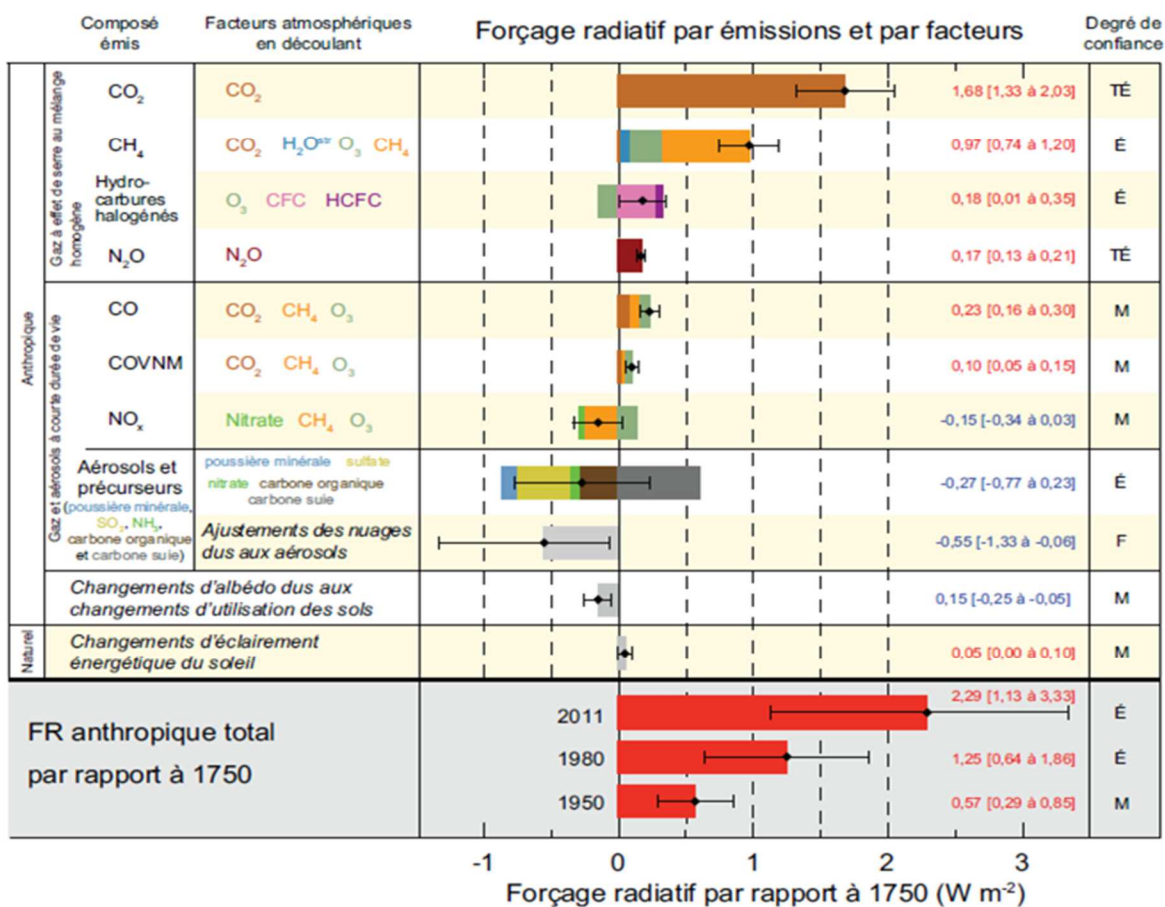 Composé émis
Facteurs atmosphériques en découlant
Forçage radiatif par émissions et par facteurs
Degré de confiance
Anthropique
Gaz à effet de serre au mélange homogène
CO₂
CO₂
1,68 [1,33 à 2,03]
TÉ
CH₄
CO₂ H₂Oˢᵗʳ O₃ CH₄
0,97 [0,74 à 1,20]
É
Hydro-
carbures
halogénés
O₃ CFC HCFC
0,18 [0,01 à 0,35]
É
N₂O
N₂O
0,17 [0,13 à 0,21]
TÉ
Gaz et aérosols à courte durée de vie
CO
CO₂ CH₄ O₃
0,23 [0,16 à 0,30]
M
COVNM
CO₂ CH₄ O₃
0,10 [0,05 à 0,15]
M
NOₓ
Nitrate CH₄ O₃
-0,15 [-0,34 à 0,03]
M
Aérosols et
précurseurs
(poussière minérale,
SO₂, NH₃,
carbone organique
et carbone suie)
poussière minérale sulfate
nitrate carbone organique
carbone suie
-0,27 [-0,77 à 0,23]
É
Ajustements des nuages
dus aux aérosols
-0,55 [-1,33 à -0,06]
F
Changements d'albédo dus aux
changements d'utilisation des sols
0,15 [-0,25 à -0,05]
M
Naturel
Changements d'éclairement
énergétique du soleil
0,05 [0,00 à 0,10]
M
FR anthropique total
par rapport à 1750
2011
2,29 [1,13 à 3,33]
É
1980
1,25 [0,64 à 1,86]
É
1950
0,57 [0,29 à 0,85]
M
-1 0 1 2 3
Forçage radiatif par rapport à 1750 (W m⁻²)